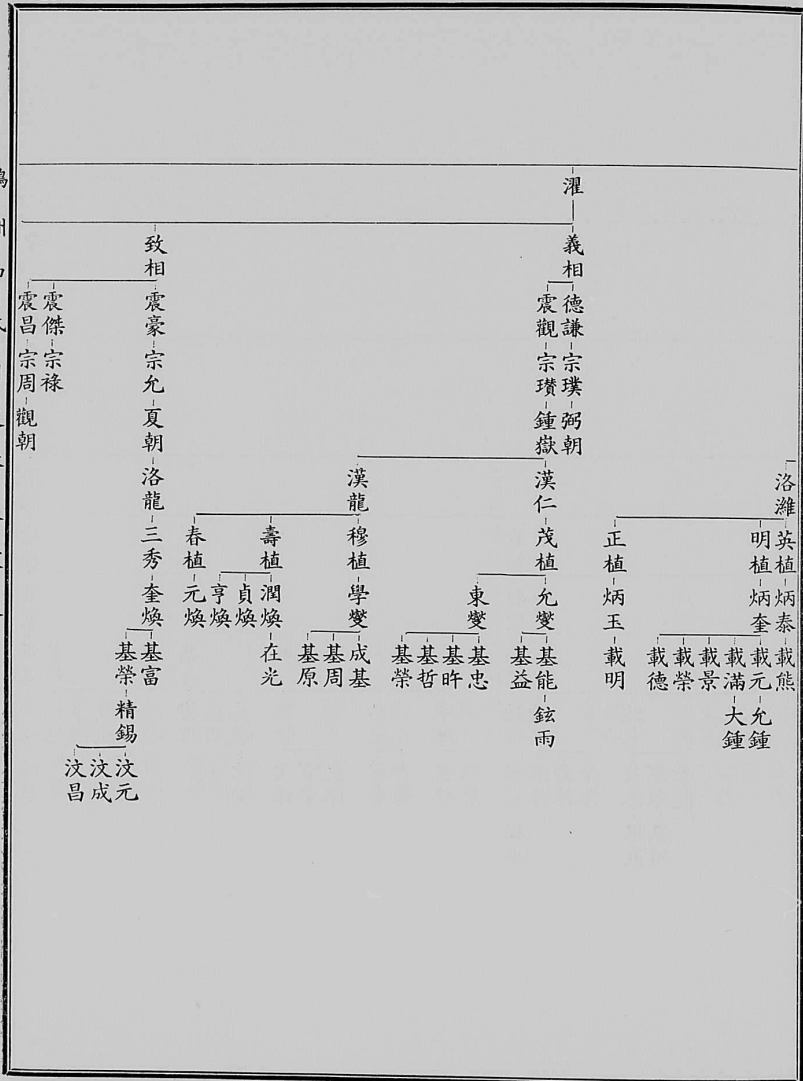 洛濰
英植 炳泰 載熊
明植 炳奎 載元 允鍾
載滿 大鍾
載景
載榮
載德
正植 炳玉 載明
濯
義相
德謙 宗璞 弼朝
震觀 宗瓚 鍾嶽
漢仁 茂植 允燮 基能 鉉雨
基益
東燮 基忠
基昨
基哲
基榮
漢龍 穆植 學燮 成基
基周
基原
壽植 潤煥 在光
貞煥
亨煥
春植 元煥
致相
震豪 宗允 夏朝 洛龍 三秀 奎煥 基富
基榮 精錫 汶元
汶成
汶昌
震傑 宗祿
震昌 宗周 觀朝